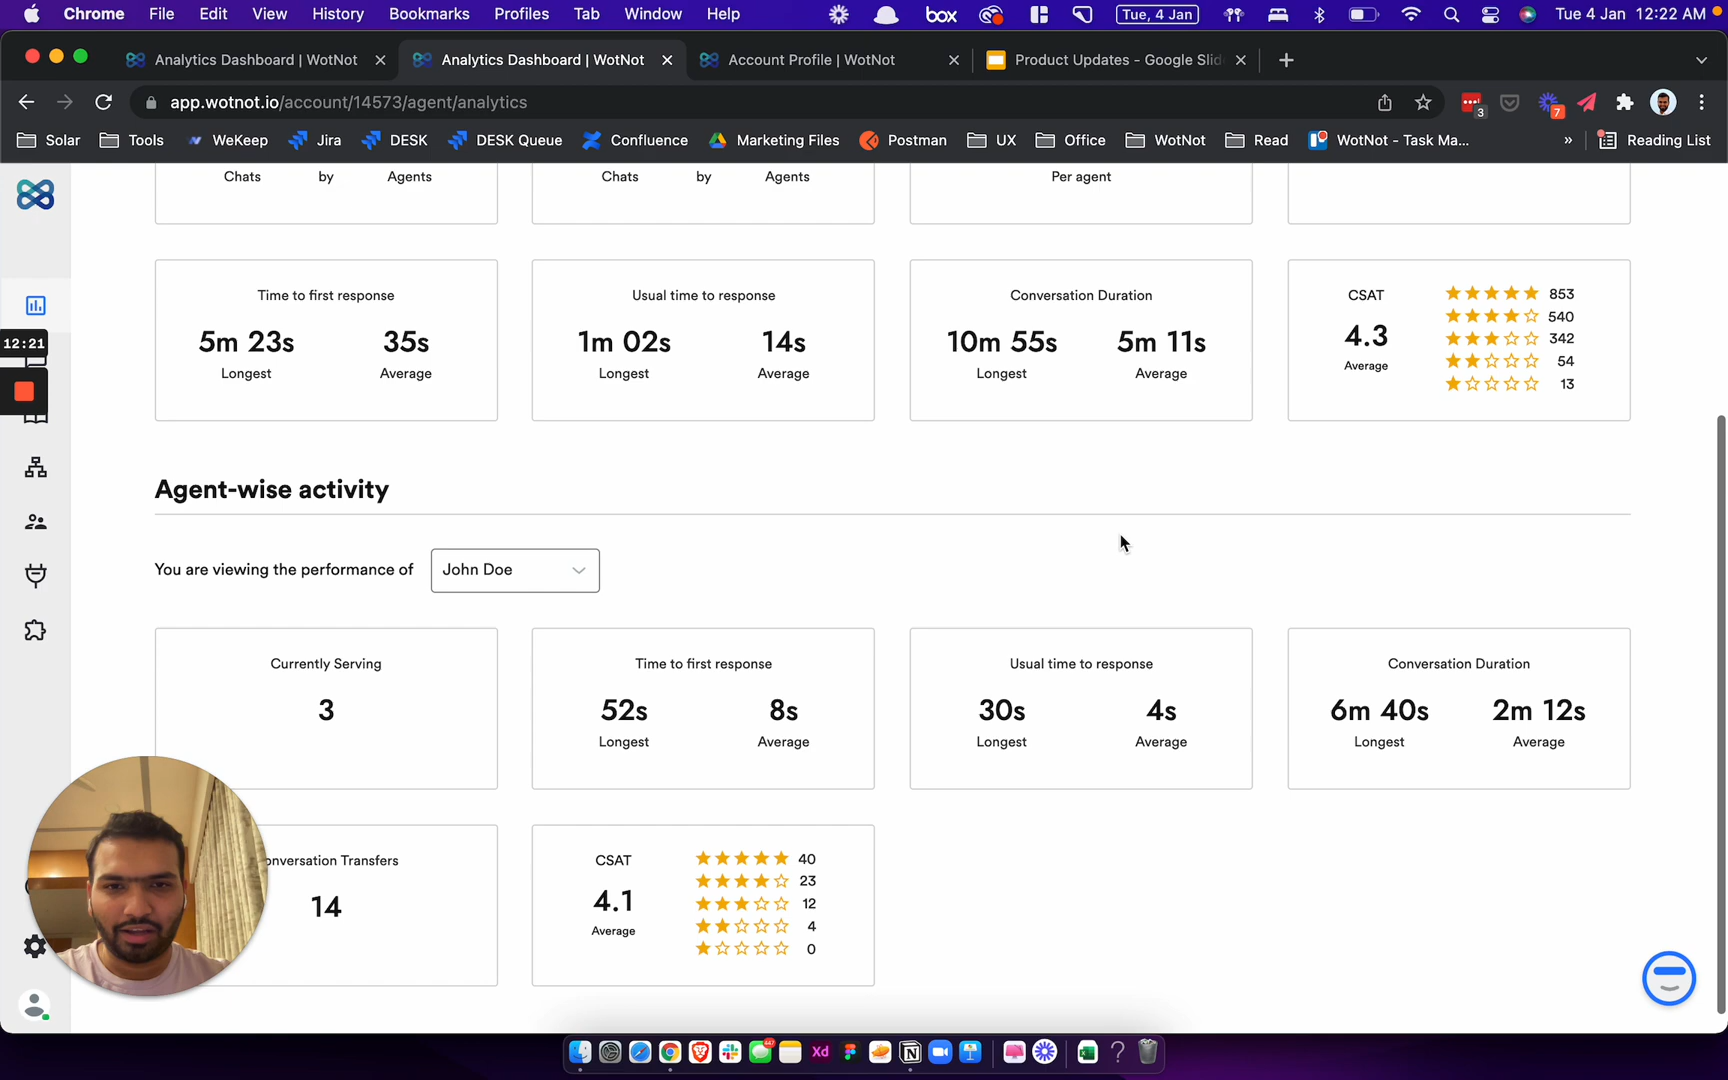 Chrome File Edit View History Bookmarks Profiles Tab Window Help box Tue, 4 Jan Tue 4 Jan 12:22 AM
Analytics Dashboard | WotNot Analytics Dashboard | WotNot Account Profile | WotNot Product Updates - Google Slid
app.wotnot.io/account/14573/agent/analytics 3 7
Solar Tools WeKeep Jira DESK DESK Queue Confluence Marketing Files Postman UX Office WotNot Read WotNot - Task Ma... » Reading List
Chats by Agents Chats by Agents Per agent
12:21
Time to first response Usual time to response Conversation Duration CSAT 853
540
5m 23s 35s 1m 02s 14s 10m 55s 5m 11s 4.3 342
Longest Average Longest Average Longest Average Average 54
13
Agent-wise activity
You are viewing the performance of John Doe
Currently Serving Time to first response Usual time to response Conversation Duration
3 52s 8s 30s 4s 6m 40s 2m 12s
Longest Average Longest Average Longest Average
onversation Transfers CSAT 40
23
14 4.1 12
Average 4
0
Xd N